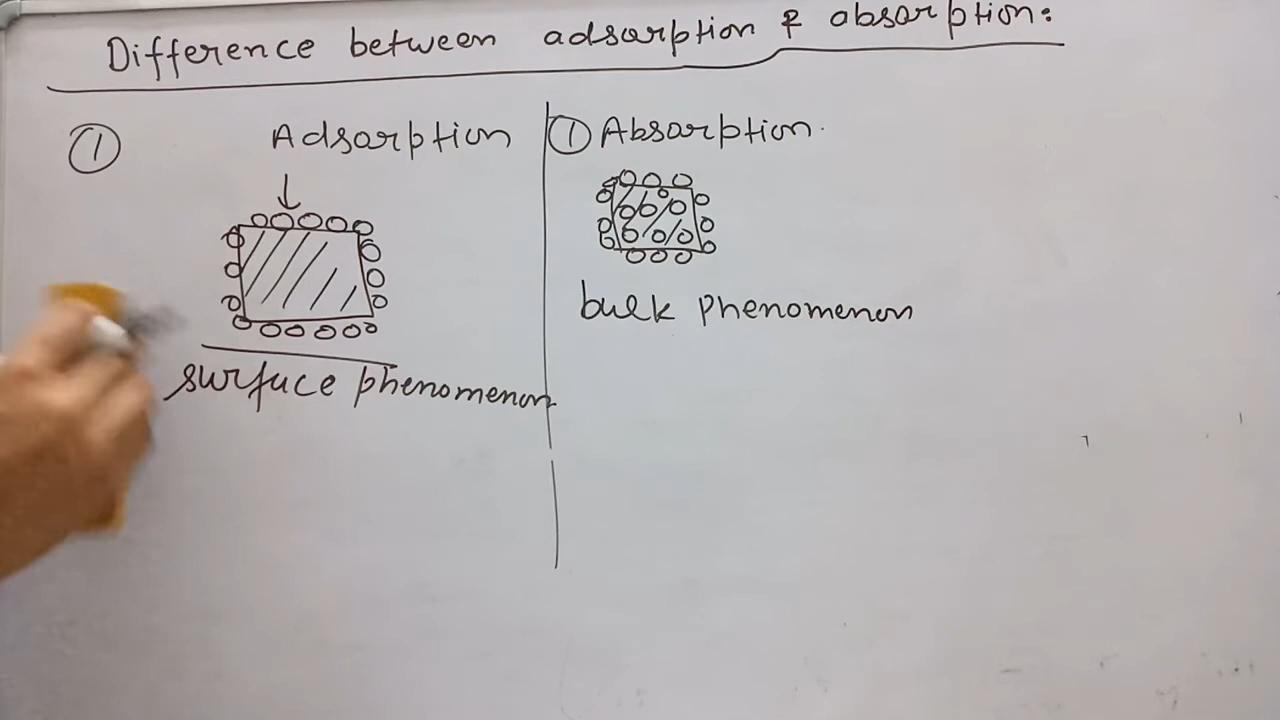 Difference between adsorption & absorption:
① Adsorption
surface phenomenon
① Absorption.
bulk phenomenon